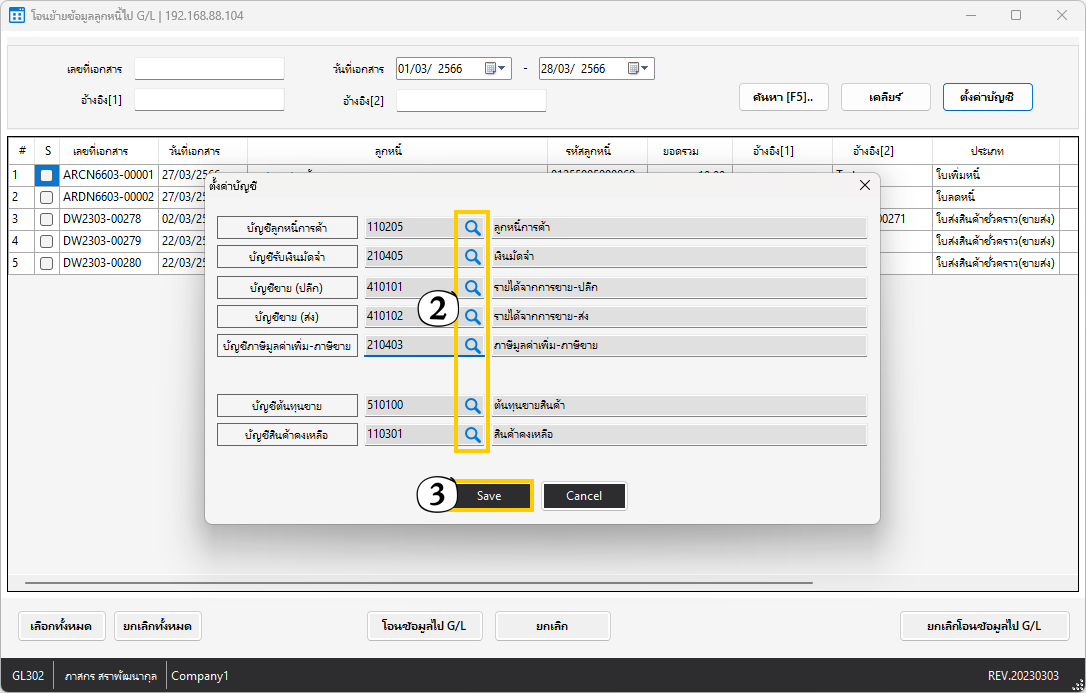 โอนย้ายข้อมูลลูกหนี้ไป G/L | 192.168.88.104
เลขที่เอกสาร วันที่เอกสาร 01/03/ 2566 - 28/03/ 2566
อ้างอิง[1] อ้างอิง[2] ค้นหา [F5].. เคลียร์ ตั้งค่าบัญชี
# S เลขที่เอกสาร วันที่เอกสาร ลูกหนี้ รหัสลูกหนี้ ยอดรวม อ้างอิง[1] อ้างอิง[2] ประเภท
1 ARCN6603-00001 27/03/ ใบเพิ่มหนี้
2 ARDN6603-00002 27/03/2 ใบลดหนี้
3 DW2303-00278 02/03/2 00271 ใบส่งสินค้าชั่วคราว(ขายส่ง)
4 DW2303-00279 22/03/2 ใบส่งสินค้าชั่วคราว(ขายส่ง)
5 DW2303-00280 22/03/2 ใบส่งสินค้าชั่วคราว(ขายส่ง)
ตั้งค่าบัญชี
บัญชีลูกหนี้การค้า 110205 ลูกหนี้การค้า
บัญชีรับเงินมัดจำ 210405 เงินมัดจำ
บัญชีขาย (ปลีก) 410101 รายได้จากการขาย-ปลีก
2
บัญชีขาย (ส่ง) 410102 รายได้จากการขาย-ส่ง
บัญชีภาษีมูลค่าเพิ่ม-ภาษีขาย 210403 ภาษีมูลค่าเพิ่ม-ภาษีขาย
บัญชีต้นทุนขาย 510100 ต้นทุนขายสินค้า
บัญชีสินค้าคงเหลือ 110301 สินค้าคงเหลือ
3 Save Cancel
เลือกทั้งหมด ยกเลิกทั้งหมด โอนข้อมูลไป G/L ยกเลิก ยกเลิกโอนข้อมูลไป G/L
GL302 ภาสกร สราพัฒนากุล Company1 REV.20230303